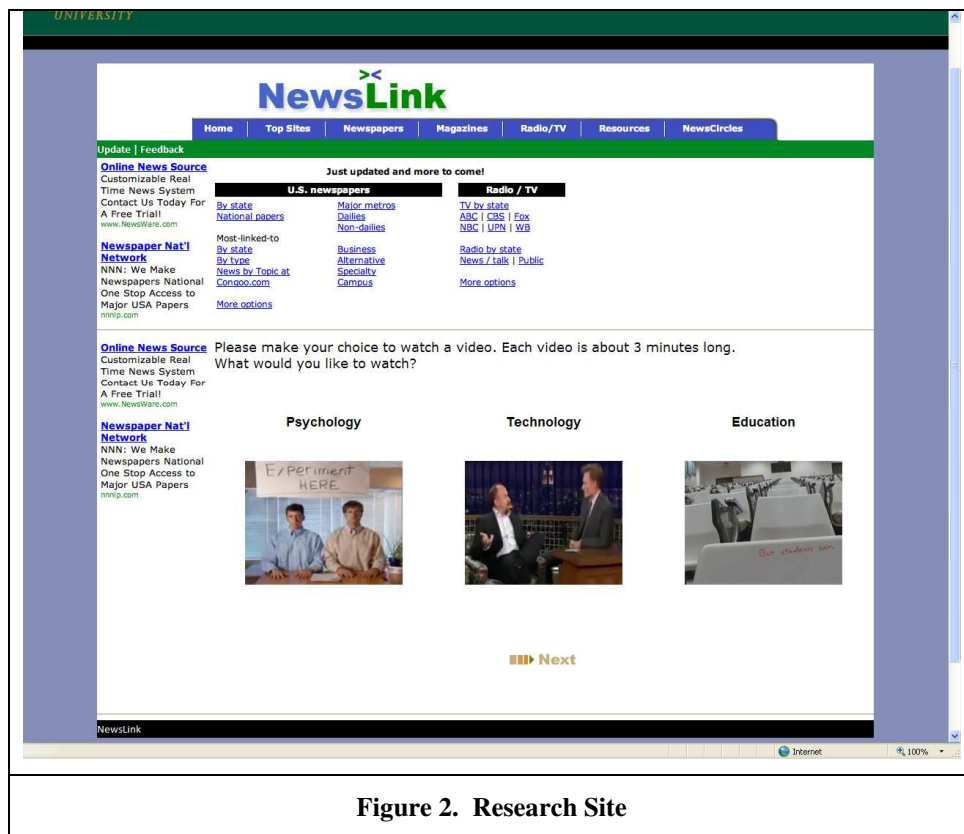 UNIVERSITY
><
NewsLink
Home Top Sites Newspapers Magazines Radio/TV Resources NewsCircles
Update | Feedback
Online News Source
Customizable Real
Time News System
Contact Us Today For
A Free Trial!
www.NewsWare.com
Newspaper Nat'l
Network
NNN: We Make
Newspapers National
One Stop Access to
Major USA Papers
nnnlp.com
Just updated and more to come!
U.S. newspapers
By state
National papers
Most-linked-to
By state
By type
News by Topic at
Congoo.com
More options
Major metros
Dailies
Non-dailies
Business
Alternative
Specialty
Campus
Radio / TV
TV by state
ABC | CBS | Fox
NBC | UPN | WB
Radio by state
News / talk | Public
More options
Online News Source
Customizable Real
Time News System
Contact Us Today For
A Free Trial!
www.NewsWare.com
Newspaper Nat'l
Network
NNN: We Make
Newspapers National
One Stop Access to
Major USA Papers
nnnlp.com
Please make your choice to watch a video. Each video is about 3 minutes long.
What would you like to watch?
Psychology Technology Education
Experiment
HERE
But students can
Next
NewsLink
Internet 100%
Figure 2. Research Site